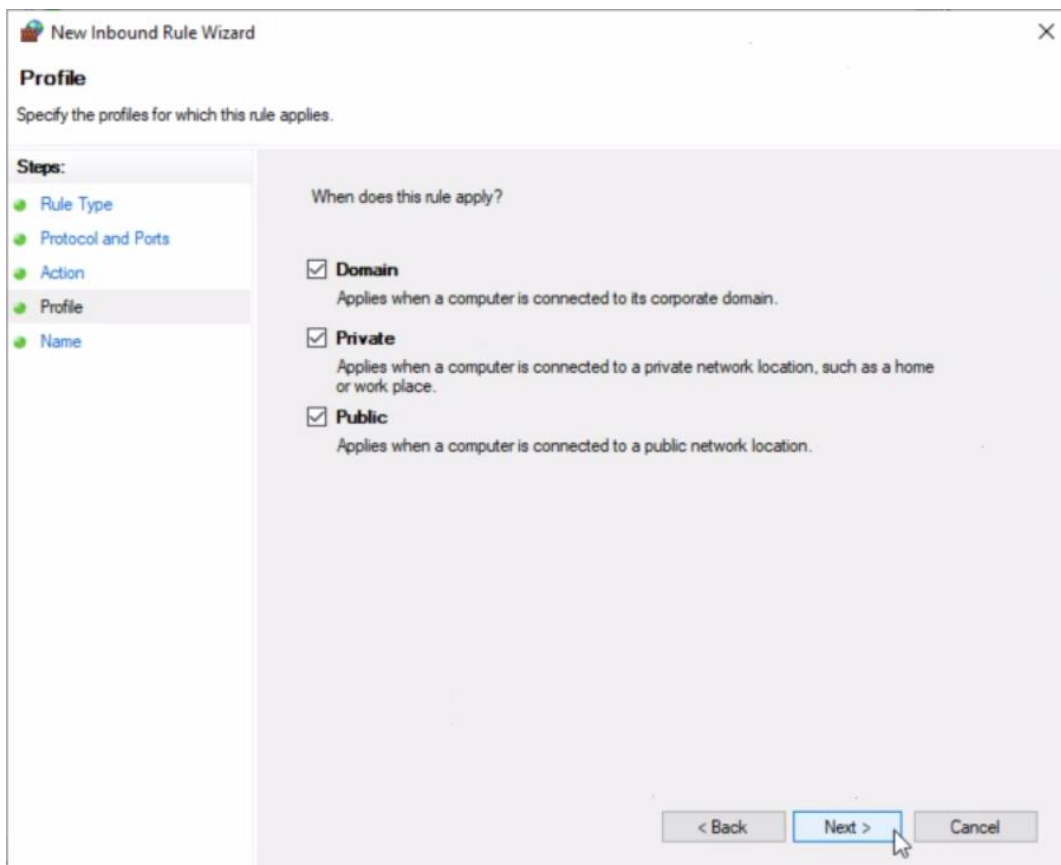 New Inbound Rule Wizard
Profile
Specify the profiles for which this rule applies.
Steps:
Rule Type
Protocol and Ports
Action
Profile
Name
When does this rule apply?
Domain
Applies when a computer is connected to its corporate domain.
Private
Applies when a computer is connected to a private network location, such as a home
or work place.
Public
Applies when a computer is connected to a public network location.
< Back
Next >
Cancel